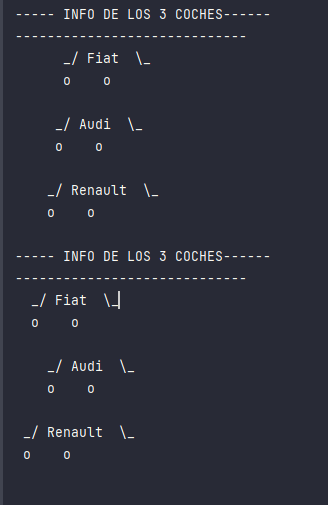 ----- INFO DE LOS 3 COCHES------
-----------------------------
      _/ Fiat  \_
      o    o

     _/ Audi  \_
     o    o

    _/ Renault  \_
    o    o

----- INFO DE LOS 3 COCHES------
-----------------------------
  _/ Fiat  \_
  o    o

    _/ Audi  \_
    o    o

 _/ Renault  \_
 o    o